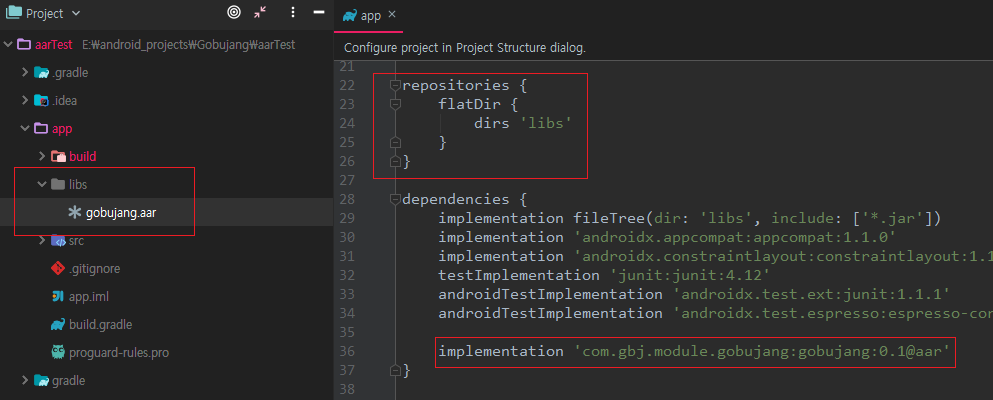 Project
aarTest E:₩android_projects₩Gobujang₩aarTest
.gradle
.idea
app
build
libs
gobujang.aar
src
.gitignore
app.iml
build.gradle
proguard-rules.pro
gradle
app
Configure project in Project Structure dialog.
21
22 repositories {
23 flatDir {
24 dirs 'libs'
25 }
26 }
27
28 dependencies {
29 implementation fileTree(dir: 'libs', include: ['*.jar'])
30 implementation 'androidx.appcompat:appcompat:1.1.0'
31 implementation 'androidx.constraintlayout:constraintlayout:1.1
32 testImplementation 'junit:junit:4.12'
33 androidTestImplementation 'androidx.test.ext:junit:1.1.1'
34 androidTestImplementation 'androidx.test.espresso:espresso-co
35
36 implementation 'com.gbj.module.gobujang:gobujang:0.1@aar'
37 }
38